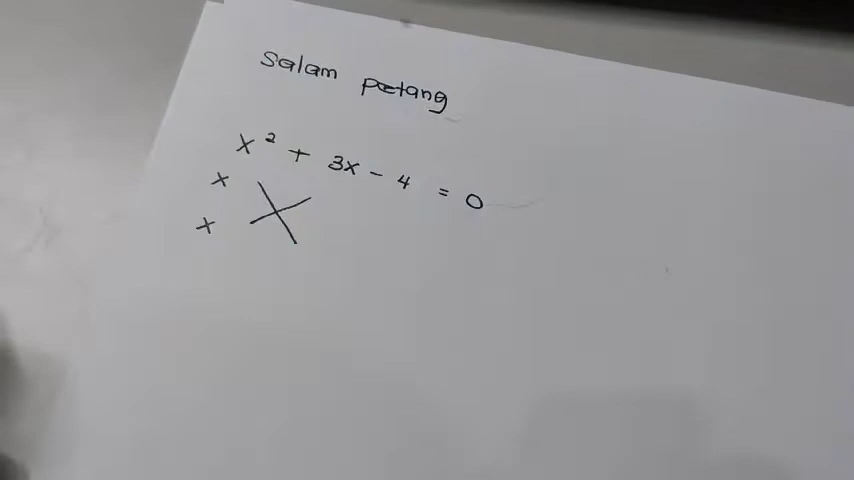 Salam petang
x² + 3x - 4 = 0
x
x